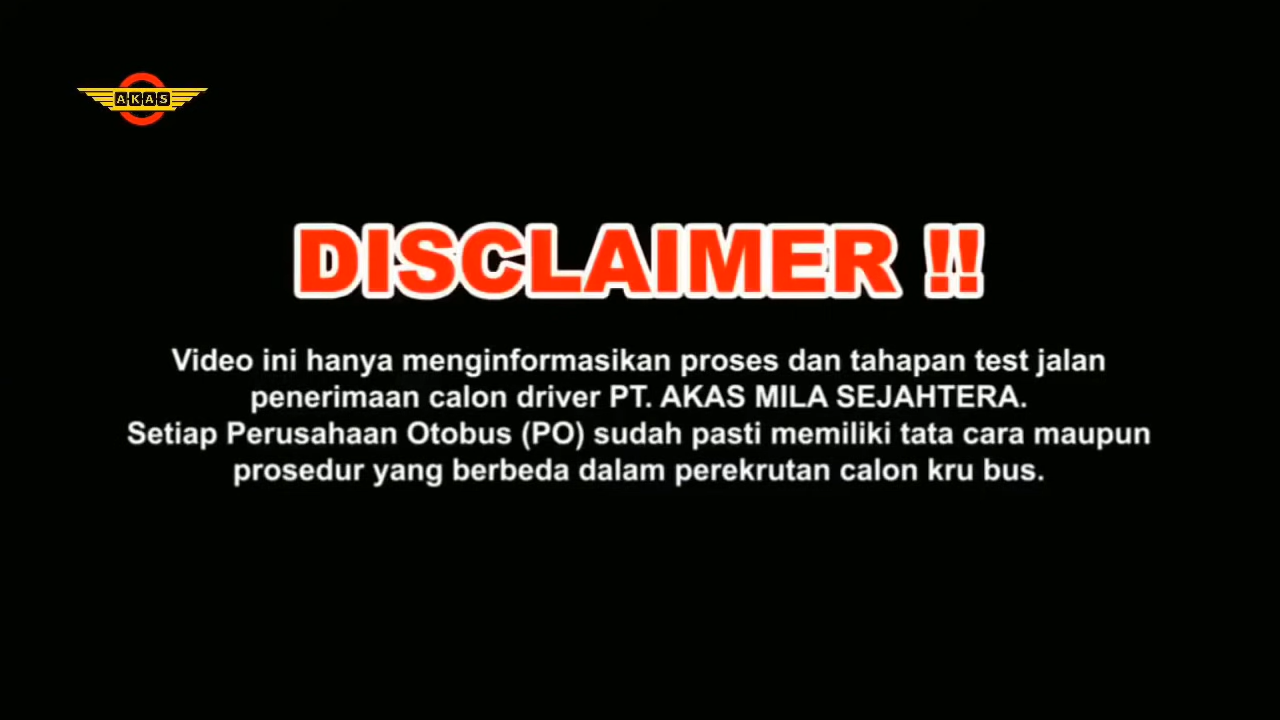 AKAS
DISCLAIMER !!
Video ini hanya menginformasikan proses dan tahapan test jalan
penerimaan calon driver PT. AKAS MILA SEJAHTERA.
Setiap Perusahaan Otobus (PO) sudah pasti memiliki tata cara maupun
prosedur yang berbeda dalam perekrutan calon kru bus.